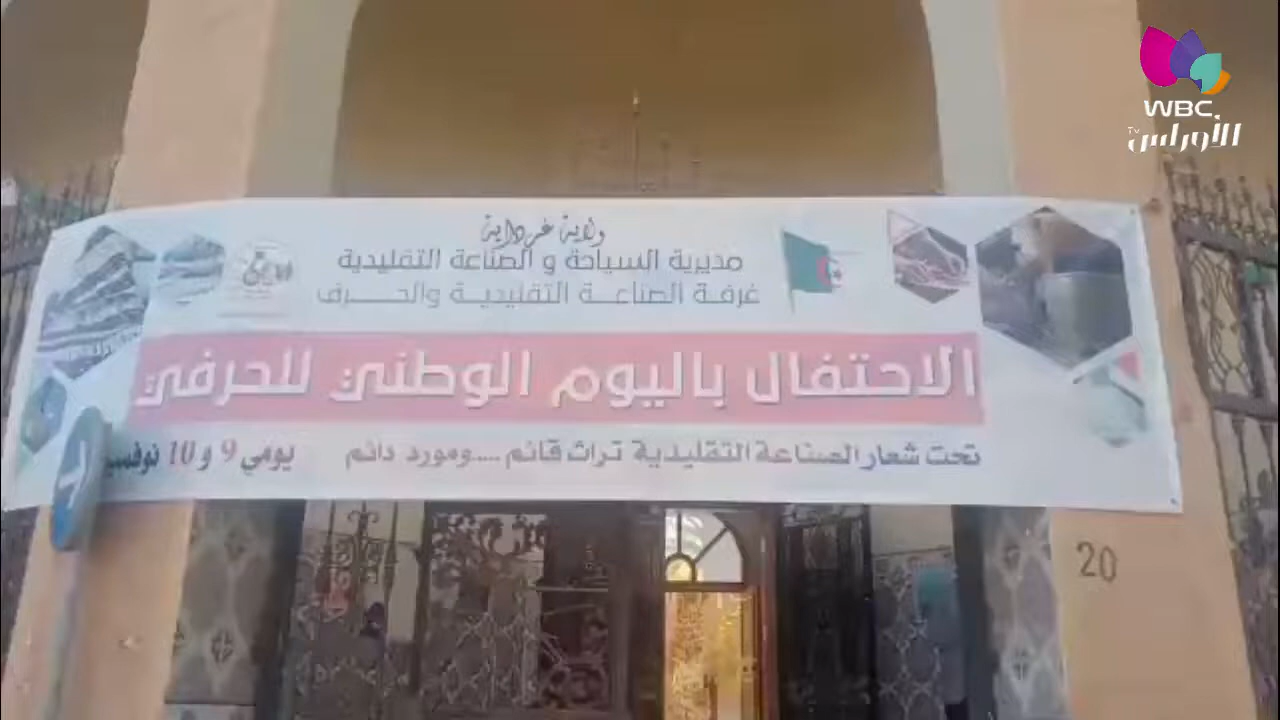 WBC
الأوراس TV
ولاية غرداية
مديرية السياحة و الصناعة التقليدية
غرفة الصناعة التقليدية والحرف
الاحتفال باليوم الوطني للحرفي
تحت شعار الصناعة التقليدية تراث قائم ....ومورد دائم يومي 9 و 10
20